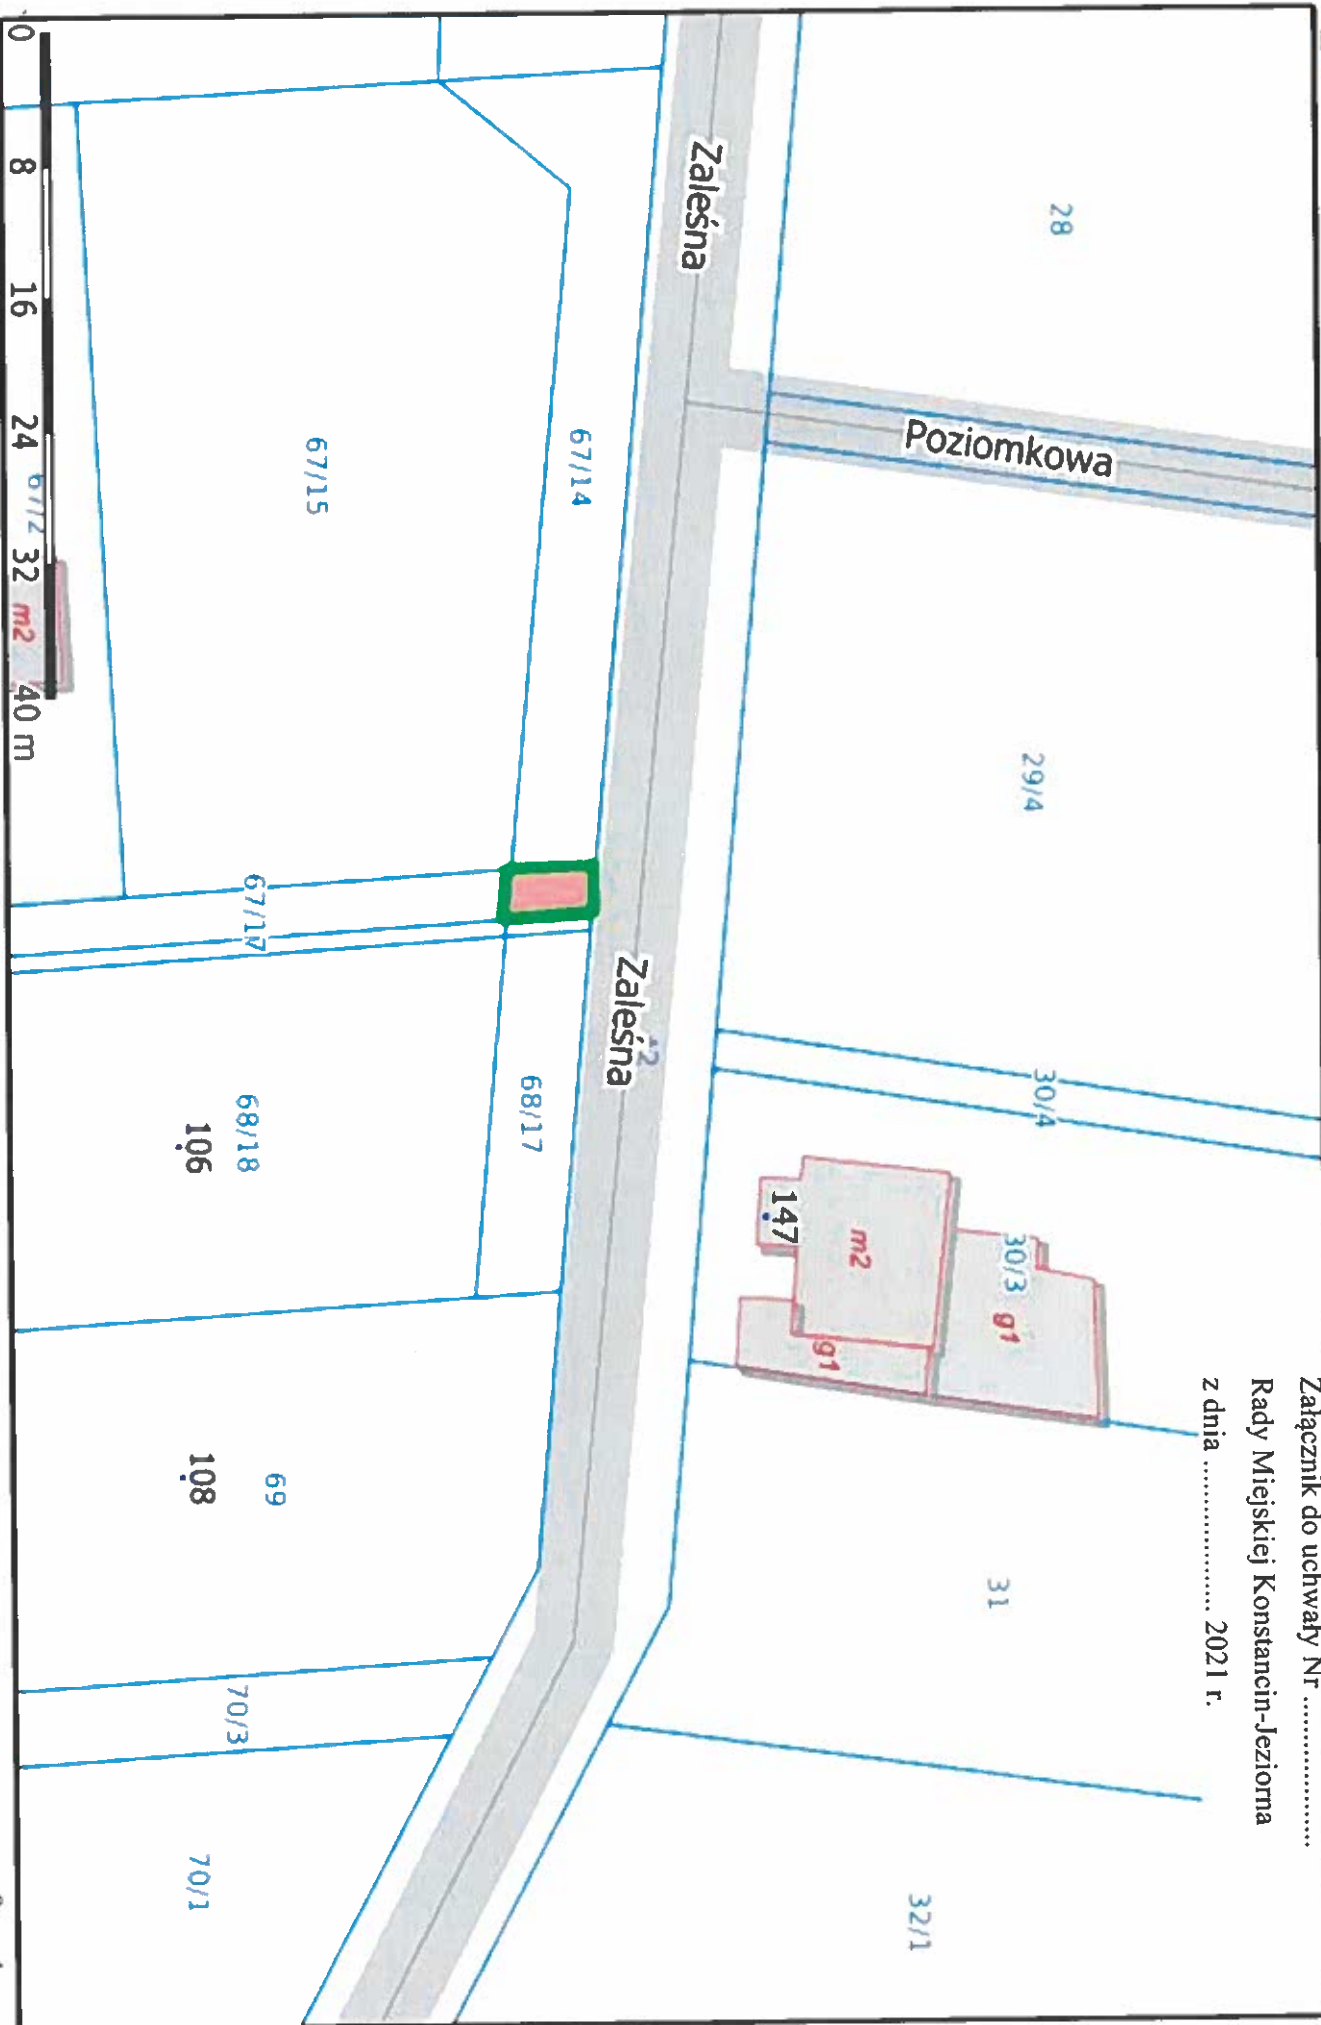 Załącznik do uchwały Nr ..................
Rady Miejskiej Konstancin-Jeziorna
z dnia .................. 2021 r.
28
Poziomkowa
29/4
30/4
30/3
g1
m2
147
g1
31
32/1
Zaleśna
Zaleśna
67/14
67/15
68/17
67/17
68/18
106
69
108
70/3
70/1
67/2
m2
0 8 16 24 32 40 m